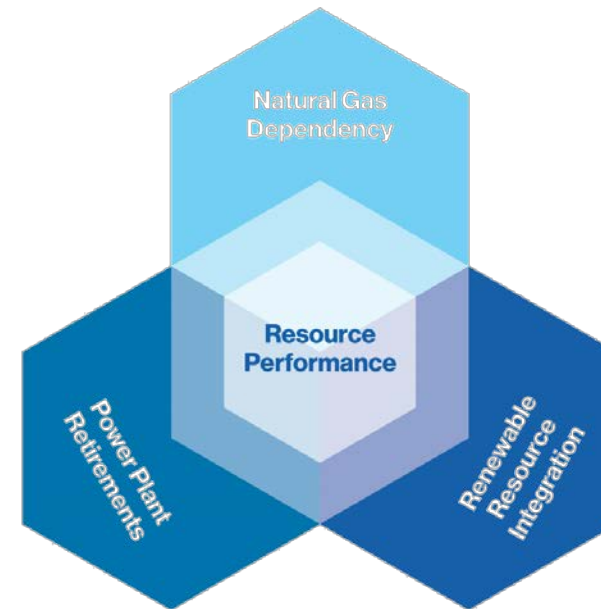 Natural Gas
Dependency
Resource
Performance
Power Plant
Retirements
Renewable
Resource
Integration